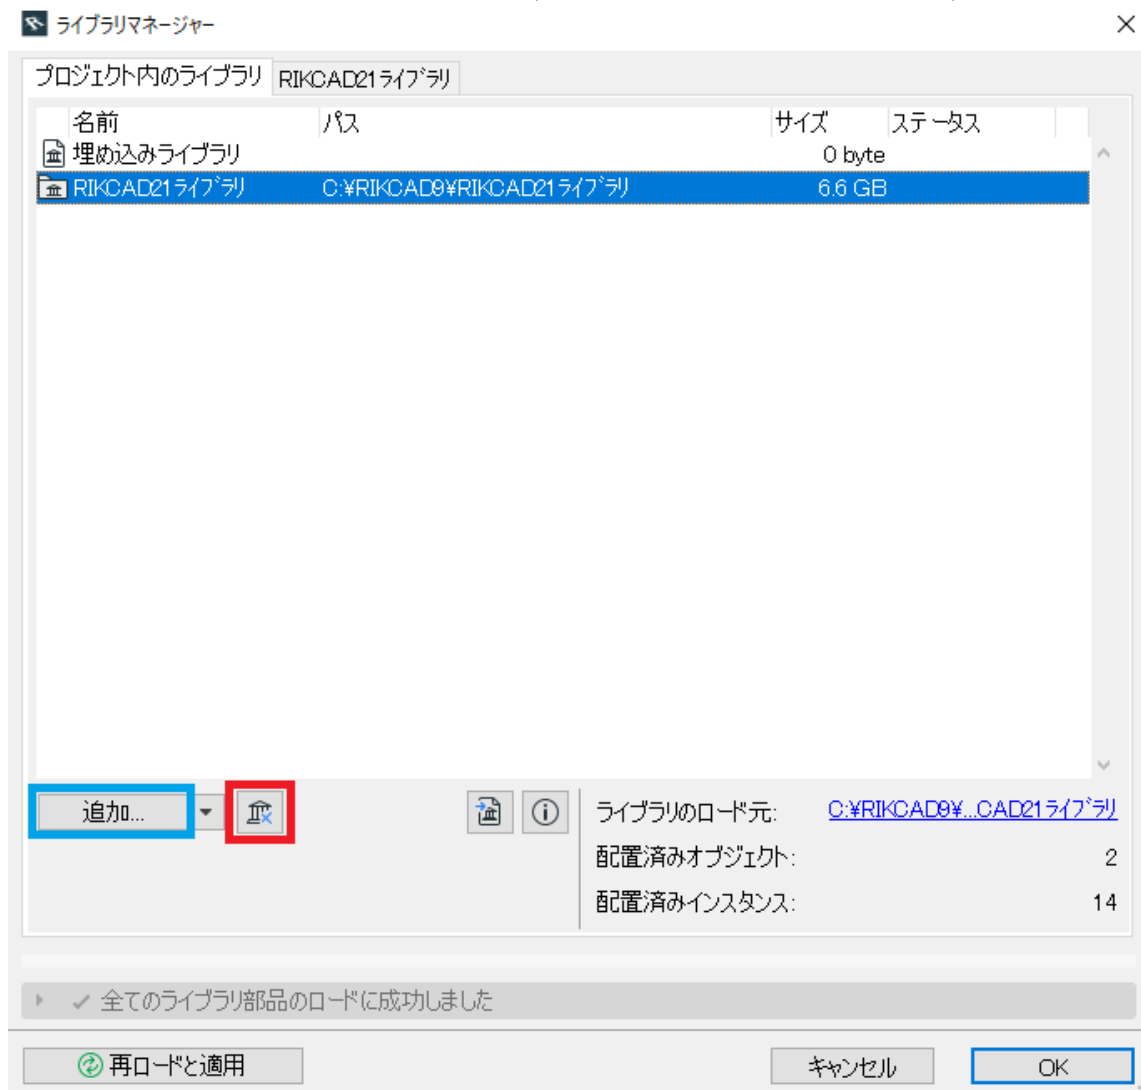 ライブラリマネージャー
プロジェクト内のライブラリ RIKCAD21ﾗｲﾌﾞﾗﾘ
名前 パス サイズ ステータス
埋め込みライブラリ 0 byte
RIKCAD21ﾗｲﾌﾞﾗﾘ C:¥RIKCAD9¥RIKCAD21ﾗｲﾌﾞﾗﾘ 6.6 GB
追加... ライブラリのロード元: C:¥RIKCAD9¥...CAD21ﾗｲﾌﾞﾗﾘ
配置済みオブジェクト: 2
配置済みインスタンス: 14
全てのライブラリ部品のロードに成功しました
再ロードと適用 キャンセル OK